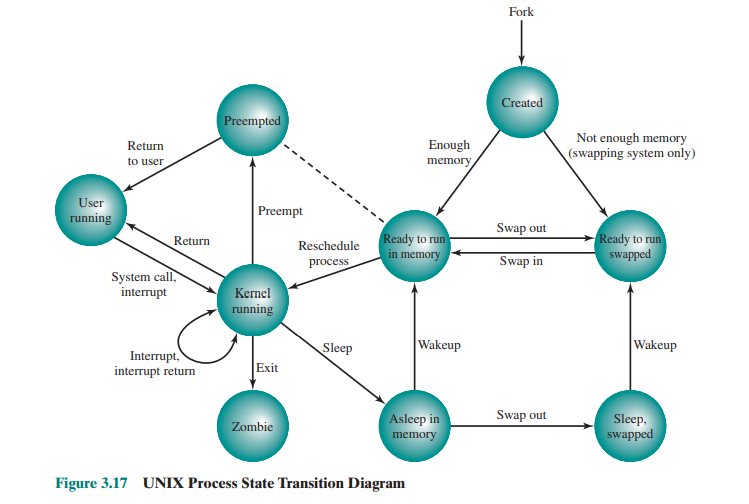 Fork
Created
Preempted
Return
to user
Enough
memory
Not enough memory
(swapping system only)
User
running
Preempt
Return
Reschedule
process
Ready to run
in memory
Swap out
Swap in
Ready to run
swapped
System call,
interrupt
Kernel
running
Interrupt,
interrupt return
Sleep
Wakeup
Wakeup
Exit
Zombie
Asleep in
memory
Swap out
Sleep,
swapped
Figure 3.17 UNIX Process State Transition Diagram